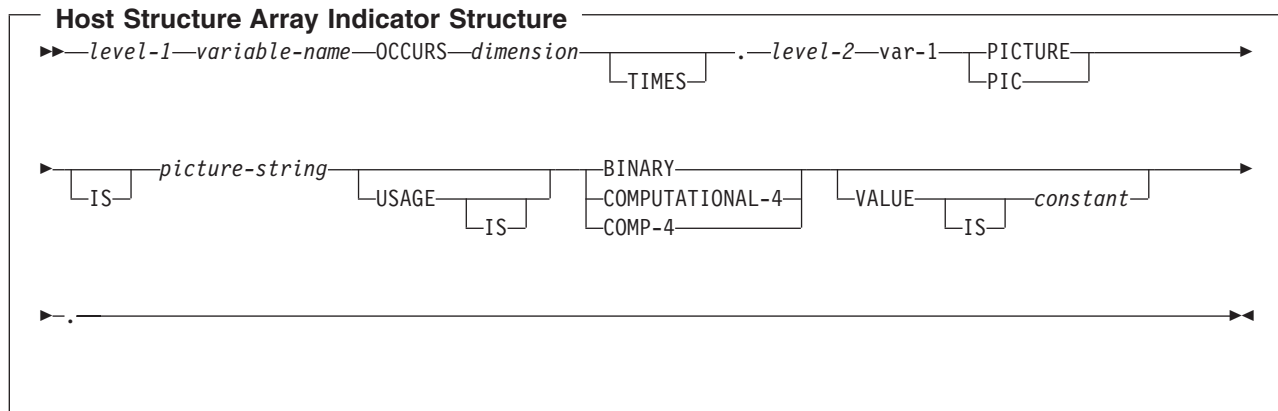 Host Structure Array Indicator Structure
level-1 variable-name OCCURS dimension . level-2 var-1 PICTURE
TIMES PIC
picture-string BINARY
IS USAGE COMPUTATIONAL-4 VALUE constant
IS COMP-4 IS
.